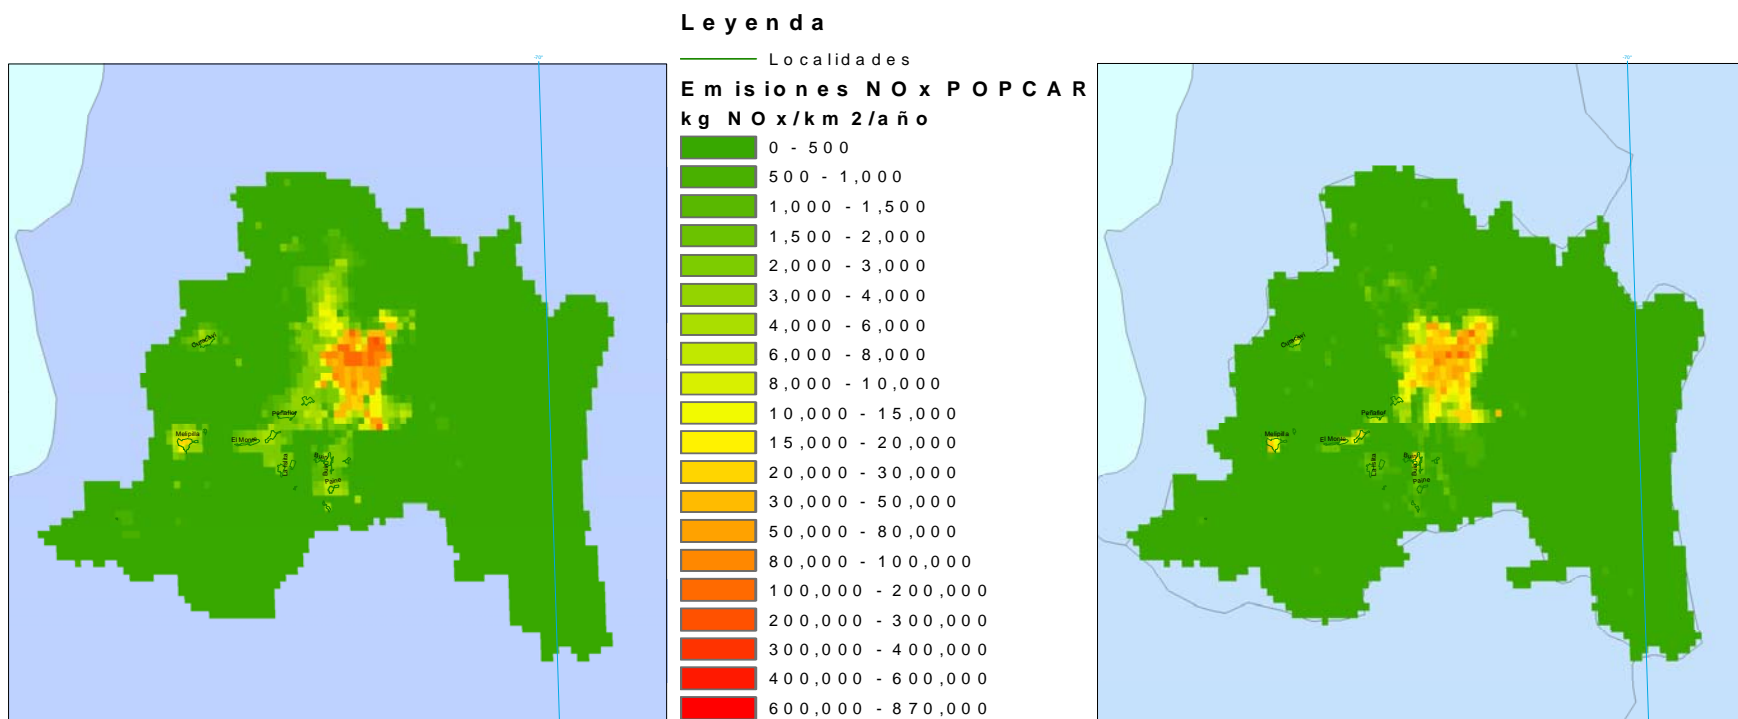 Leyenda
Localidades
Emisiones NOx POPCAR
kg NOx/km2/año
0 - 500
500 - 1,000
1,000 - 1,500
1,500 - 2,000
2,000 - 3,000
3,000 - 4,000
4,000 - 6,000
6,000 - 8,000
8,000 - 10,000
10,000 - 15,000
15,000 - 20,000
20,000 - 30,000
30,000 - 50,000
50,000 - 80,000
80,000 - 100,000
100,000 - 200,000
200,000 - 300,000
300,000 - 400,000
400,000 - 600,000
600,000 - 870,000
-70°
Curacavi
Peñaflor
Melipilla
El Monte
Paine
-70°
Curacavi
Peñaflor
Melipilla
El Monte
Paine